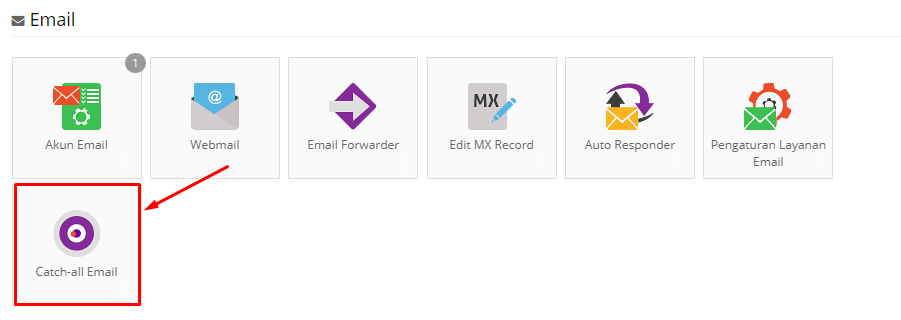 Email
1
Akun Email
@
Webmail
Email Forwarder
MX
Edit MX Record
Auto Responder
Pengaturan Layanan
Email
Catch-all Email